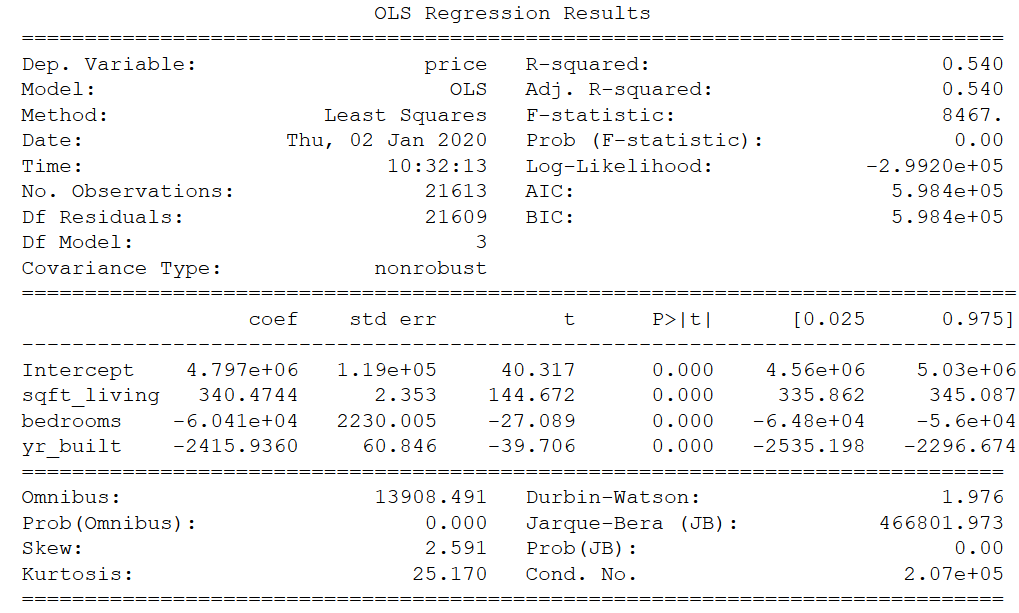 OLS Regression Results
==============================================================================
Dep. Variable:                  price   R-squared:                       0.540
Model:                            OLS   Adj. R-squared:                  0.540
Method:                 Least Squares   F-statistic:                     8467.
Date:                Thu, 02 Jan 2020   Prob (F-statistic):               0.00
Time:                        10:32:13   Log-Likelihood:            -2.9920e+05
No. Observations:               21613   AIC:                         5.984e+05
Df Residuals:                   21609   BIC:                         5.984e+05
Df Model:                           3
Covariance Type:            nonrobust
===============================================================================
                  coef    std err          t      P>|t|      [0.025      0.975]
-------------------------------------------------------------------------------
Intercept    4.797e+06   1.19e+05     40.317      0.000    4.56e+06    5.03e+06
sqft_living   340.4744      2.353    144.672      0.000     335.862     345.087
bedrooms    -6.041e+04   2230.005    -27.089      0.000   -6.48e+04    -5.6e+04
yr_built    -2415.9360     60.846    -39.706      0.000   -2535.198   -2296.674
==============================================================================
Omnibus:                    13908.491   Durbin-Watson:                   1.976
Prob(Omnibus):                  0.000   Jarque-Bera (JB):           466801.973
Skew:                           2.591   Prob(JB):                         0.00
Kurtosis:                      25.170   Cond. No.                     2.07e+05
==============================================================================